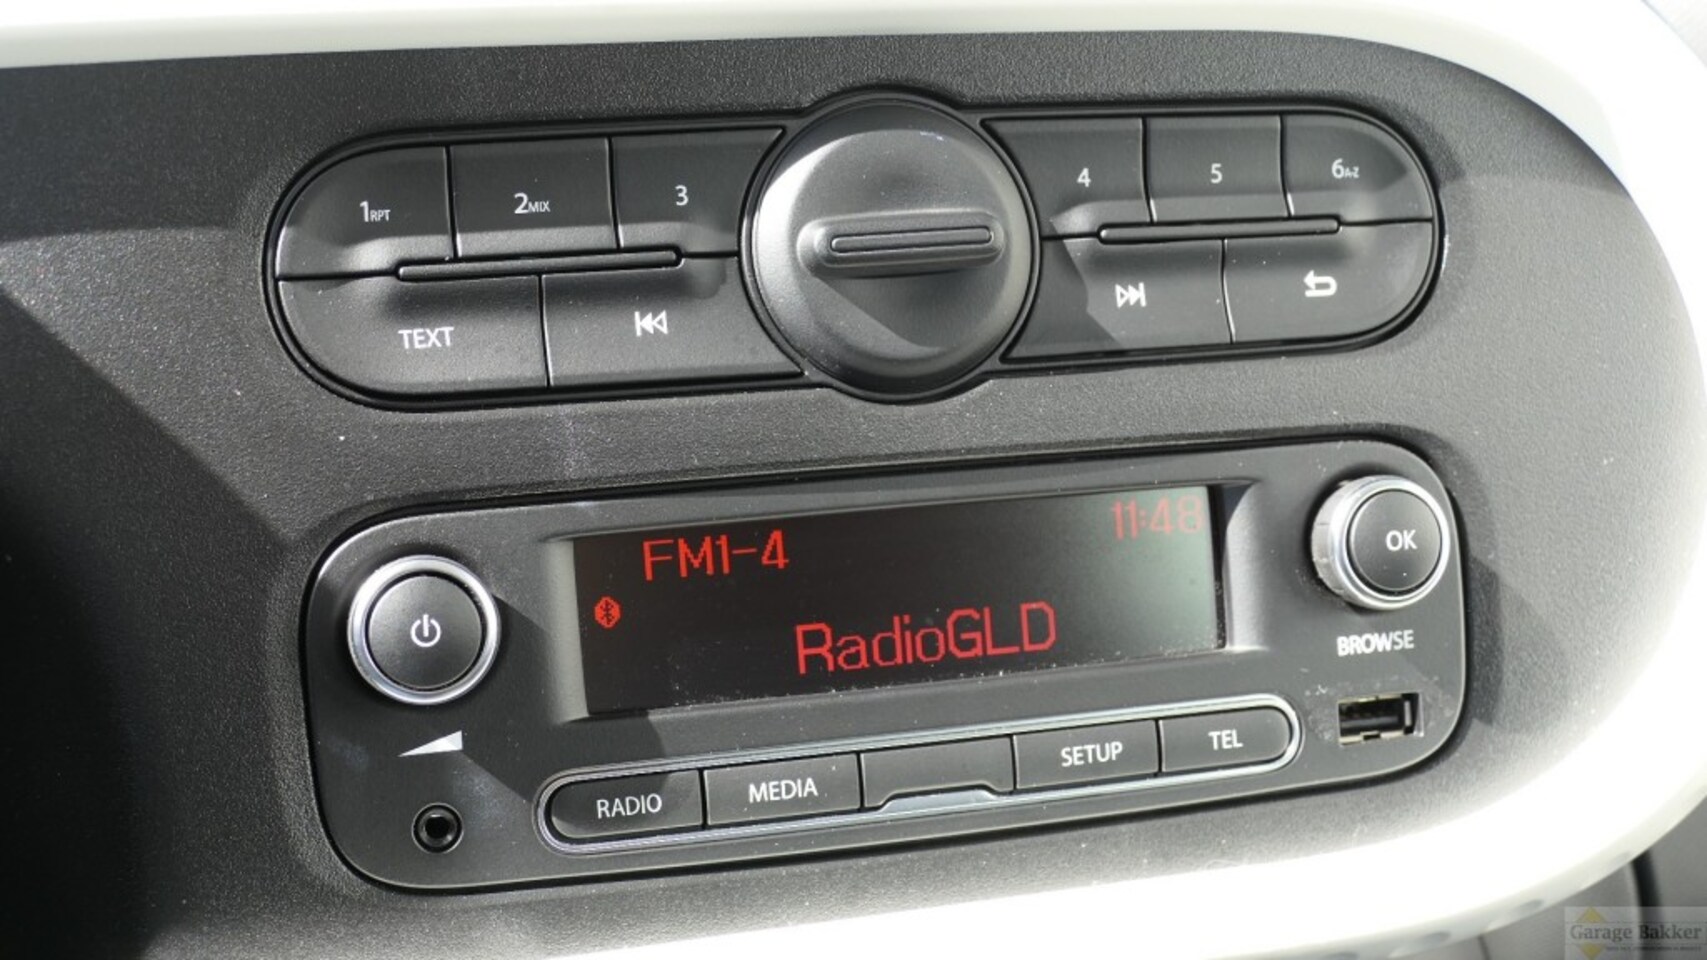 1RPT 2MIX 3 4 5 6A-Z
TEXT
FM1-4 11:48
RadioGLD
OK
BROWSE
RADIO MEDIA SETUP TEL
Garage Bakker